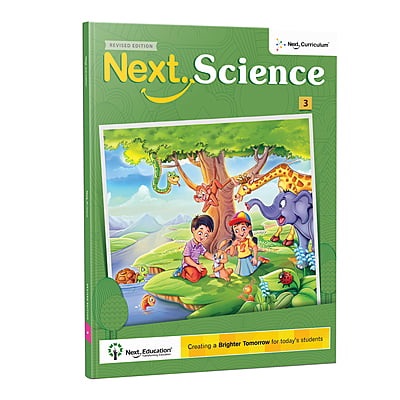 REVISED EDITION
Next Curriculum
Next Science
3
Creating a Brighter Tomorrow for today's students
Next Education